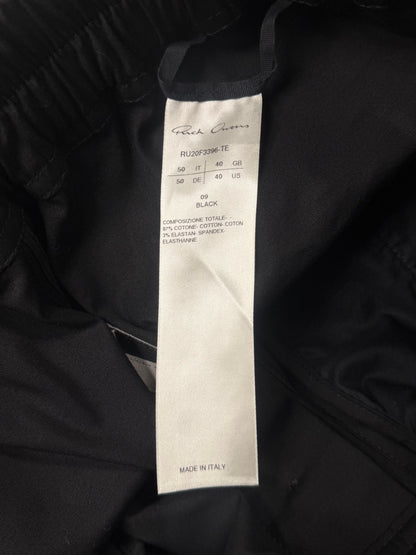 Rick Owens
RU20F3396-TE
50 IT 40 GB
50 DE 40 US
09
BLACK
COMPOSIZIONE TOTALE-
97% COTONE- COTTON- COTON
3% ELASTAN- SPANDEX-
ELASTHANNE
MADE IN ITALY